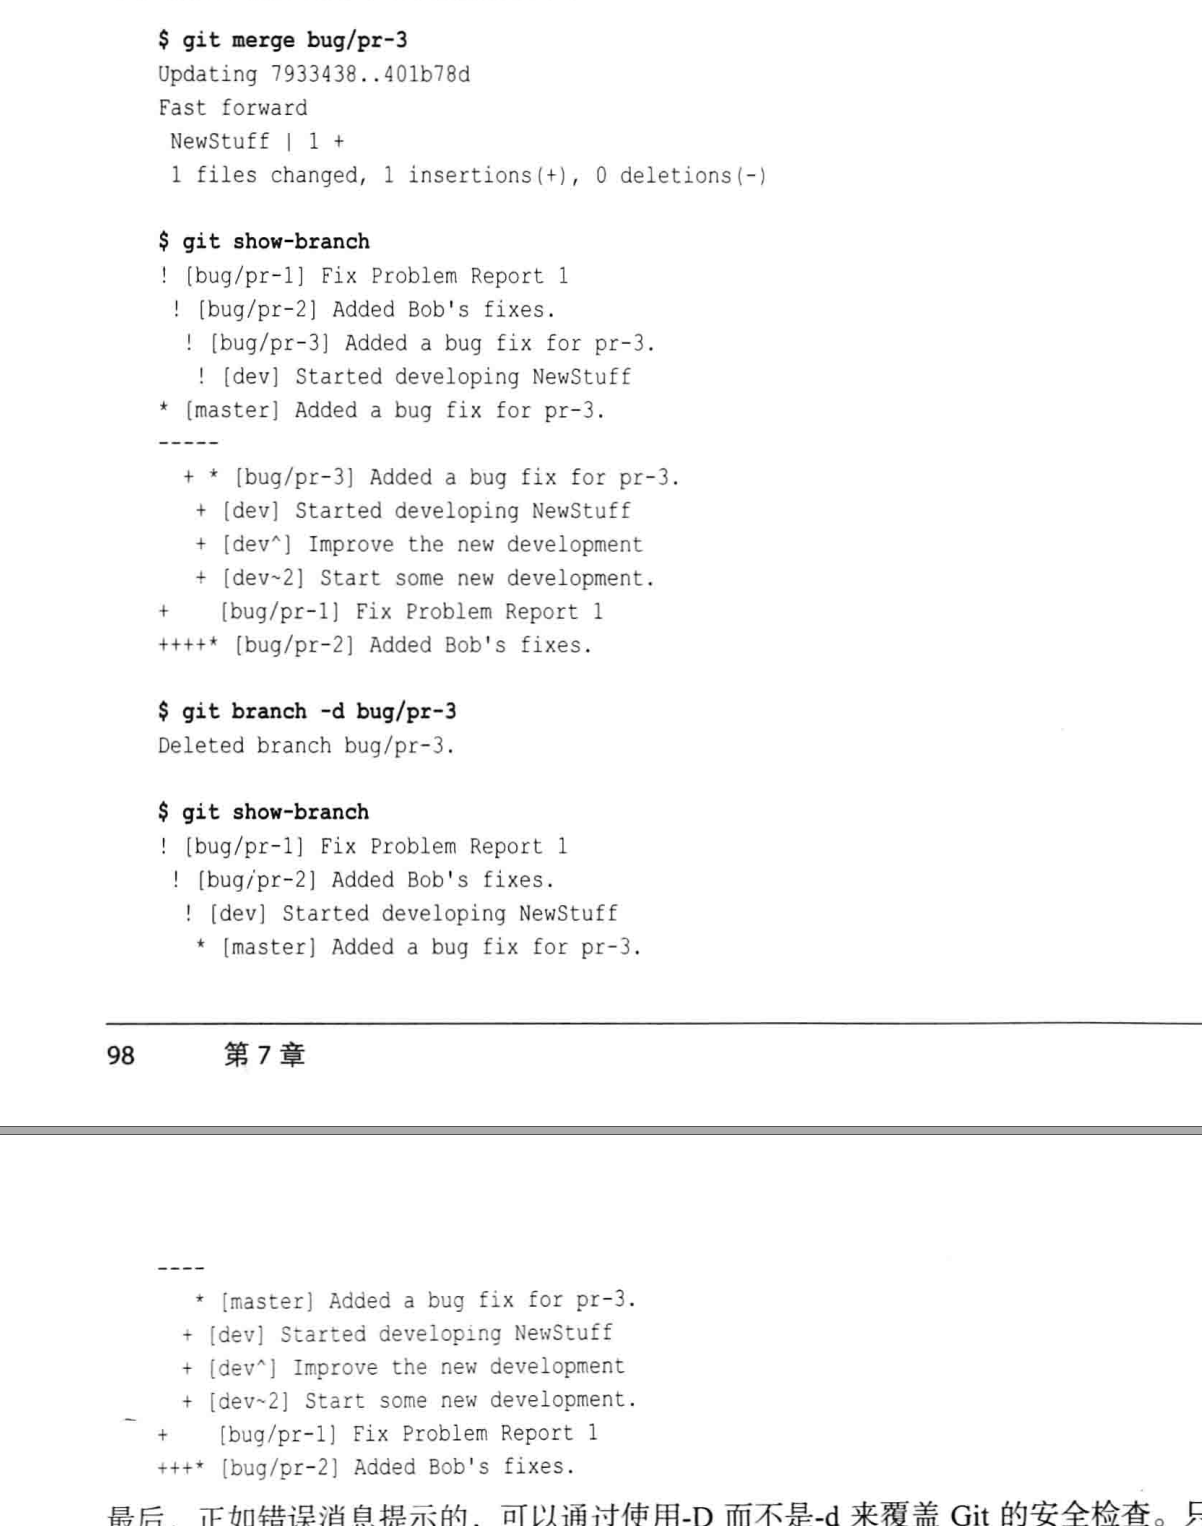 $ git merge bug/pr-3
Updating 7933438..401b78d
Fast forward
 NewStuff | 1 +
 1 files changed, 1 insertions(+), 0 deletions(-)
$ git show-branch
! [bug/pr-1] Fix Problem Report 1
 ! [bug/pr-2] Added Bob's fixes.
  ! [bug/pr-3] Added a bug fix for pr-3.
   ! [dev] Started developing NewStuff
* [master] Added a bug fix for pr-3.
-----
  + * [bug/pr-3] Added a bug fix for pr-3.
   + [dev] Started developing NewStuff
   + [dev^] Improve the new development
   + [dev~2] Start some new development.
+    [bug/pr-1] Fix Problem Report 1
++++* [bug/pr-2] Added Bob's fixes.
$ git branch -d bug/pr-3
Deleted branch bug/pr-3.
$ git show-branch
! [bug/pr-1] Fix Problem Report 1
 ! [bug/pr-2] Added Bob's fixes.
  ! [dev] Started developing NewStuff
   * [master] Added a bug fix for pr-3.
98 第 7 章
----
   * [master] Added a bug fix for pr-3.
  + [dev] Started developing NewStuff
  + [dev^] Improve the new development
  + [dev~2] Start some new development.
+    [bug/pr-1] Fix Problem Report 1
+++* [bug/pr-2] Added Bob's fixes.
最后，正如错误消息提示的，可以通过使用-D 而不是-d 来覆盖 Git 的安全检查。只